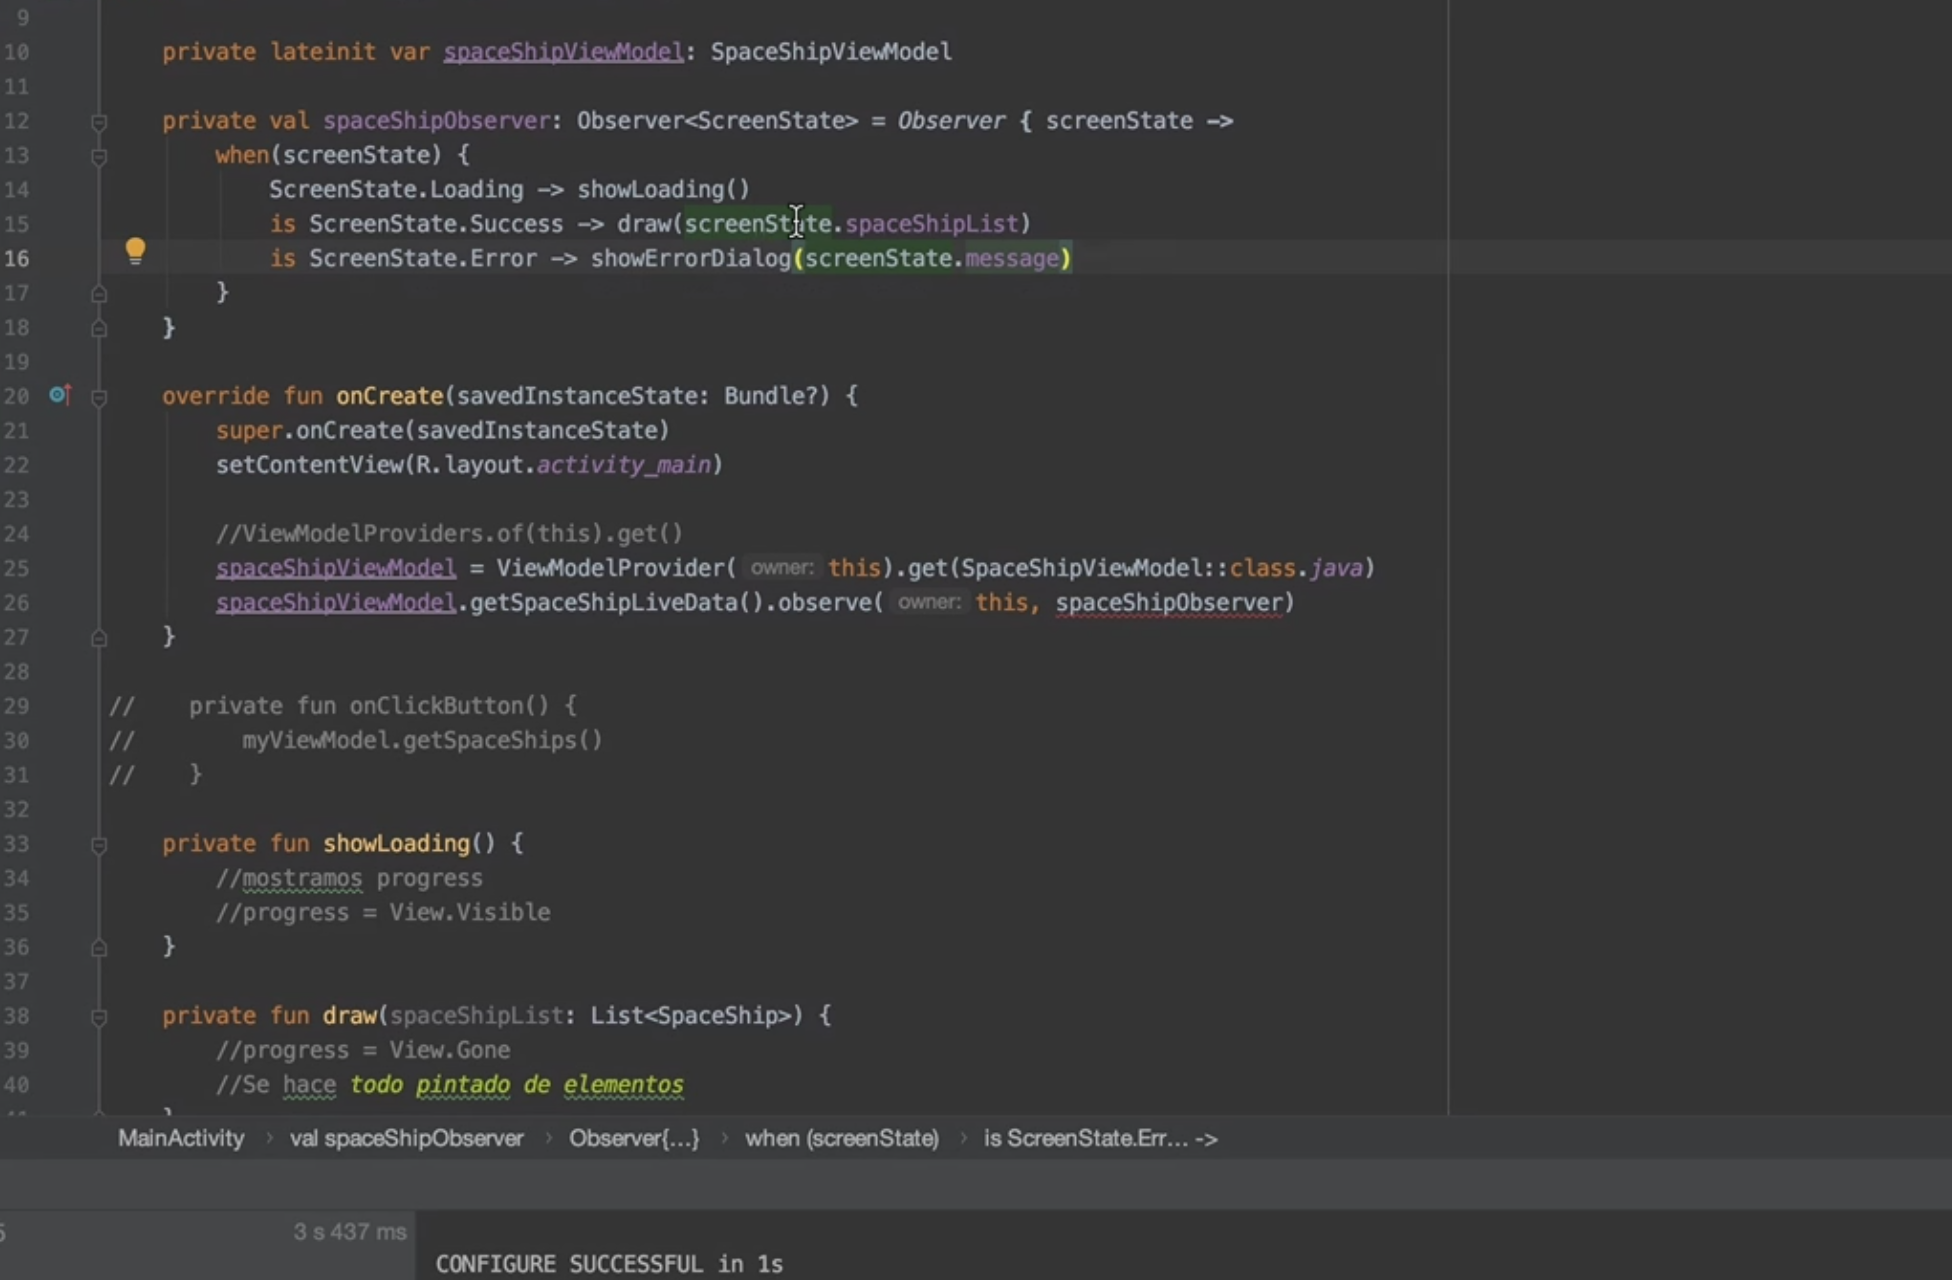 9
10 private lateinit var spaceShipViewModel: SpaceShipViewModel
11
12 private val spaceShipObserver: Observer<ScreenState> = Observer { screenState ->
13 when(screenState) {
14 ScreenState.Loading -> showLoading()
15 is ScreenState.Success -> draw(screenState.spaceShipList)
16 is ScreenState.Error -> showErrorDialog(screenState.message)
17 }
18 }
19
20 override fun onCreate(savedInstanceState: Bundle?) {
21 super.onCreate(savedInstanceState)
22 setContentView(R.layout.activity_main)
23
24 //ViewModelProviders.of(this).get()
25 spaceShipViewModel = ViewModelProvider( owner: this).get(SpaceShipViewModel::class.java)
26 spaceShipViewModel.getSpaceShipLiveData().observe( owner: this, spaceShipObserver)
27 }
28
29 // private fun onClickButton() {
30 // myViewModel.getSpaceShips()
31 // }
32
33 private fun showLoading() {
34 //mostramos progress
35 //progress = View.Visible
36 }
37
38 private fun draw(spaceShipList: List<SpaceShip>) {
39 //progress = View.Gone
40 //Se hace todo pintado de elementos
MainActivity > val spaceShipObserver > Observer{...} > when (screenState) > is ScreenState.Err... ->
3 s 437 ms
CONFIGURE SUCCESSFUL in 1s